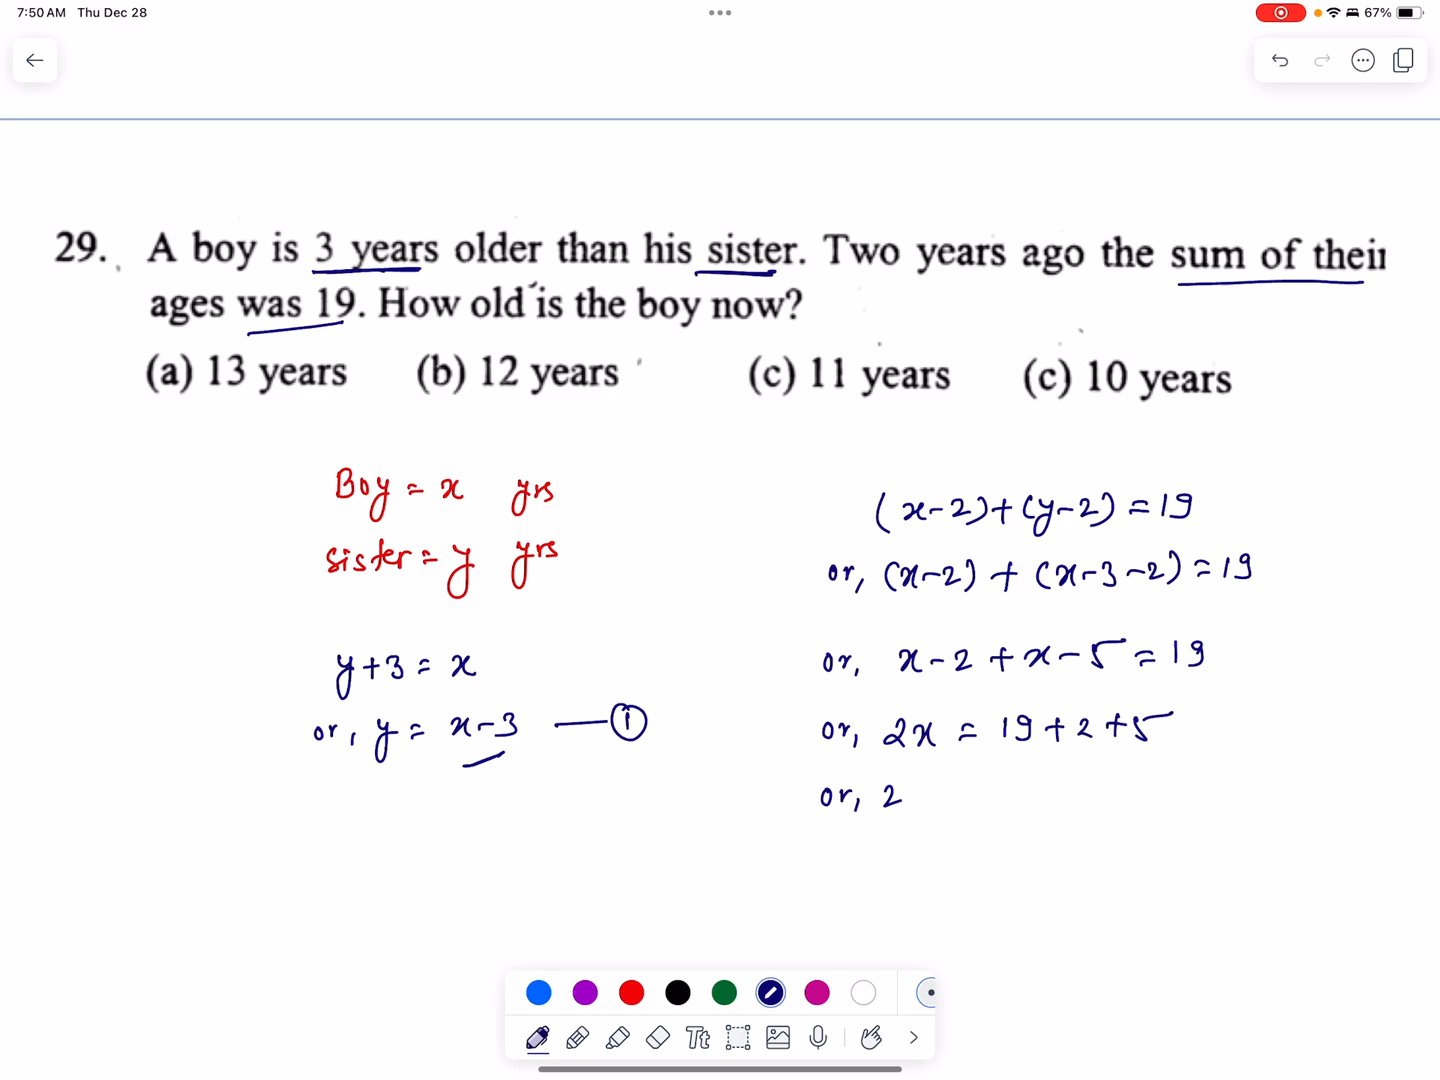 7:50 AM Thu Dec 28
67%
29. A boy is 3 years older than his sister. Two years ago the sum of their
ages was 19. How old is the boy now?
(a) 13 years (b) 12 years (c) 11 years (c) 10 years
Boy = x yrs
sister = y yrs
y+3 = x
or, y = x-3 — ①
(x-2)+(y-2) = 19
or, (x-2) + (x-3-2) = 19
or, x-2+x-5 = 19
or, 2x = 19+2+5
or, 2
Tt